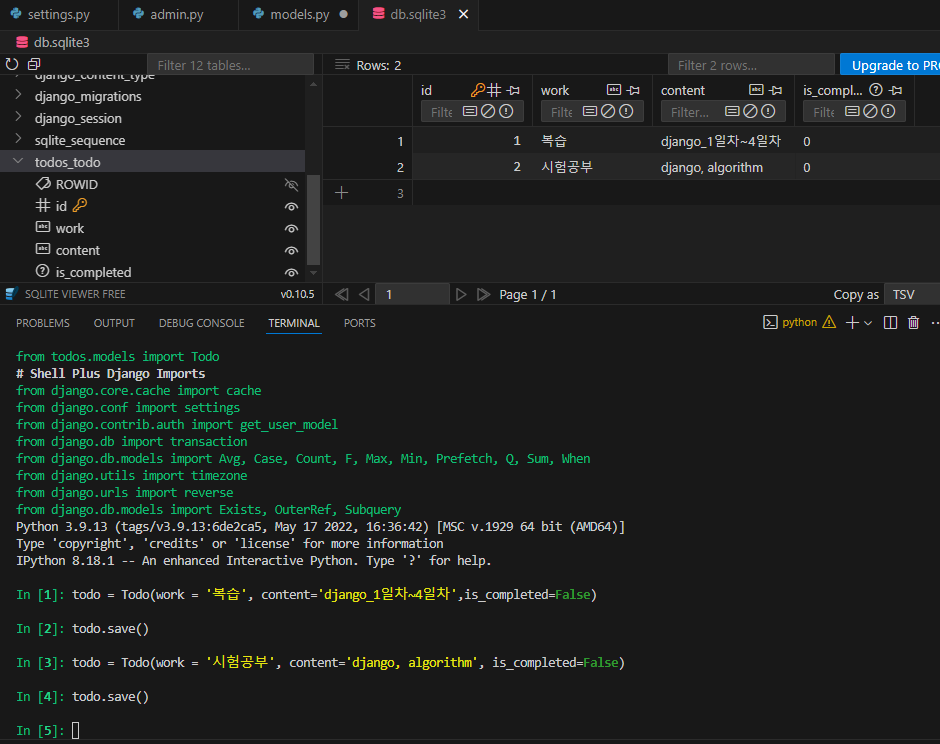 settings.py
admin.py
models.py
db.sqlite3
db.sqlite3
Filter 12 tables...
Rows: 2
Filter 2 rows...
Upgrade to PR
django_content_type
django_migrations
django_session
sqlite_sequence
todos_todo
ROWID
id
work
content
is_completed
id work content is_compl...
Filte Filte Filter... Filte
1 1 복습 django_1일차~4일차 0
2 2 시험공부 django, algorithm 0
3
SQLITE VIEWER FREE v0.10.5
1 Page 1 / 1 Copy as TSV
PROBLEMS OUTPUT DEBUG CONSOLE TERMINAL PORTS
python
from todos.models import Todo
# Shell Plus Django Imports
from django.core.cache import cache
from django.conf import settings
from django.contrib.auth import get_user_model
from django.db import transaction
from django.db.models import Avg, Case, Count, F, Max, Min, Prefetch, Q, Sum, When
from django.utils import timezone
from django.urls import reverse
from django.db.models import Exists, OuterRef, Subquery
Python 3.9.13 (tags/v3.9.13:6de2ca5, May 17 2022, 16:36:42) [MSC v.1929 64 bit (AMD64)]
Type 'copyright', 'credits' or 'license' for more information
IPython 8.18.1 -- An enhanced Interactive Python. Type '?' for help.
In [1]: todo = Todo(work = '복습', content='django_1일차~4일차',is_completed=False)
In [2]: todo.save()
In [3]: todo = Todo(work = '시험공부', content='django, algorithm', is_completed=False)
In [4]: todo.save()
In [5]: